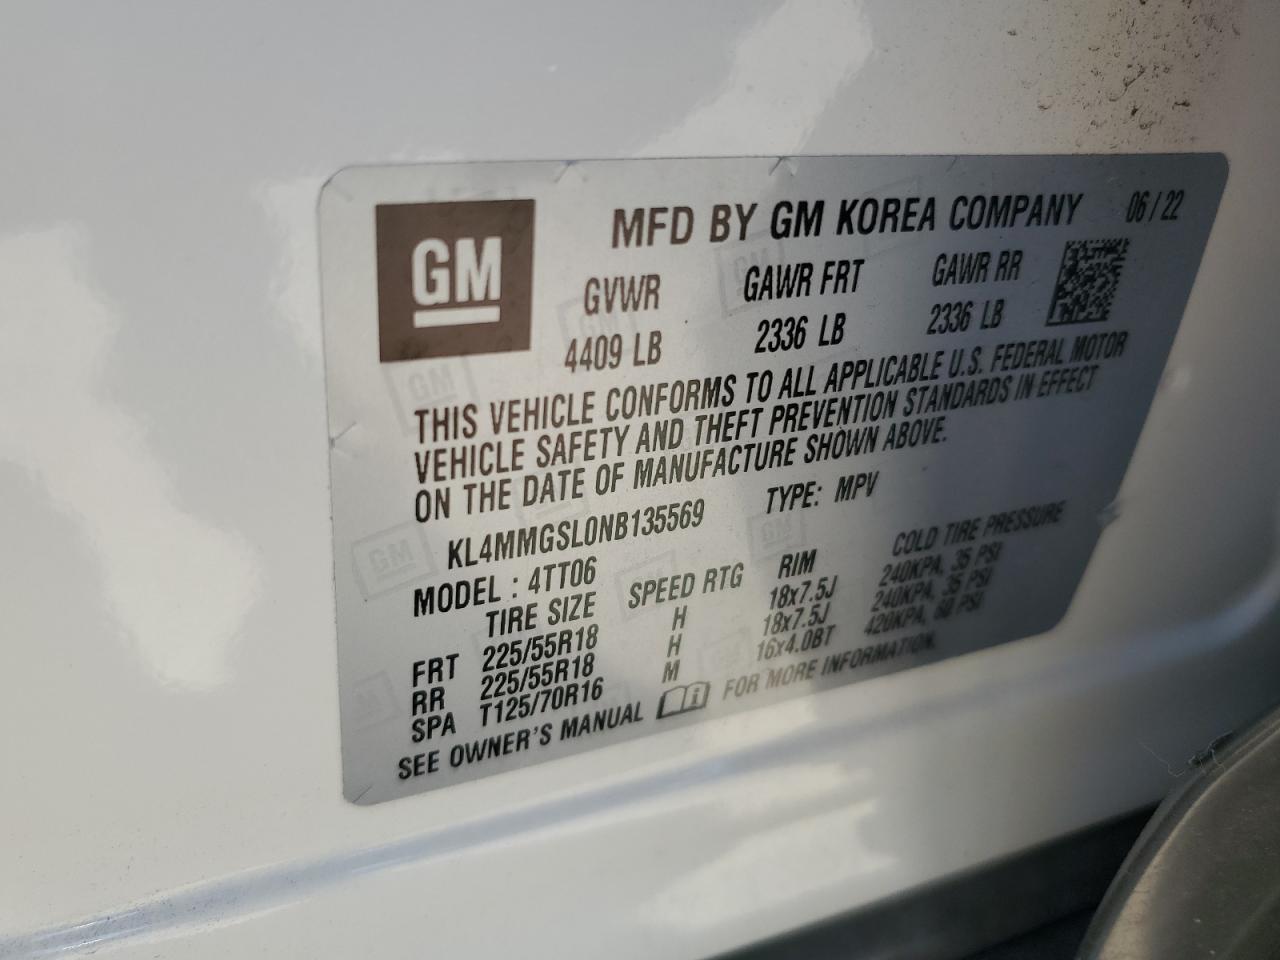 GM
MFD BY GM KOREA COMPANY 06/22
GVWR GAWR FRT GAWR RR
4409 LB 2336 LB 2336 LB
THIS VEHICLE CONFORMS TO ALL APPLICABLE U.S. FEDERAL MOTOR
VEHICLE SAFETY AND THEFT PREVENTION STANDARDS IN EFFECT
ON THE DATE OF MANUFACTURE SHOWN ABOVE.
KL4MMGSL0NB135569 TYPE: MPV
MODEL : 4TT06
TIRE SIZE SPEED RTG RIM COLD TIRE PRESSURE
FRT 225/55R18 H 18x7.5J 240KPA, 35 PSI
RR 225/55R18 H 18x7.5J 240KPA, 35 PSI
SPA T125/70R16 M 16x4.0BT 420KPA, 60 PSI
SEE OWNER'S MANUAL FOR MORE INFORMATION.